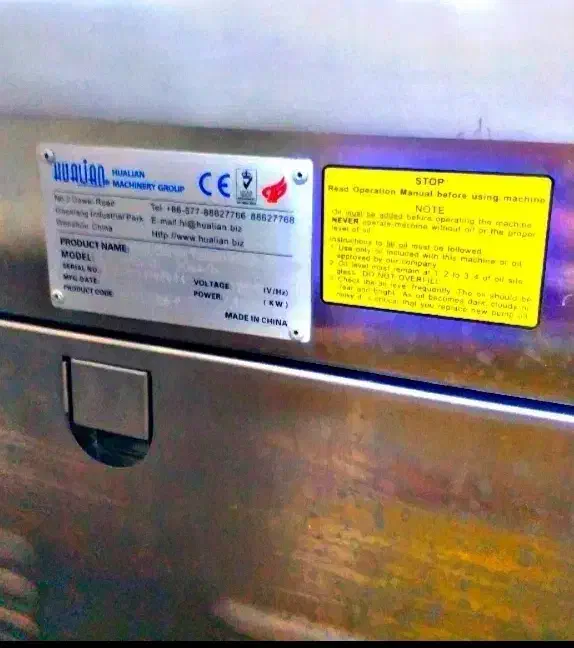 HUALIAN HUALIAN
MACHINERY GROUP
CE
Tel: +86-577-88627766 88627768
Industrial Park E-mail: hi@hualian.biz
Wenzhou China Http://www.hualian.biz
PRODUCT NAME:
MODEL:
SERIAL NO.
VOLTAGE: (V/Hz)
MFG. DATE:
POWER: (KW)
PRODUCT CODE:
MADE IN CHINA
STOP
Read Operation Manual before using machine
NOTE
Oil must be added before operating the machine
NEVER operate machine without oil or the proper
level of oil
Instructions to be oil must be followed
1. Use only oil included with this machine or oil
approved by our company
2. Oil level must remain at 1/2 to 3/4 of oil site
glass. DO NOT OVERFILL
3. Check the oil level frequently. The oil should be
clear and bright. As oil becomes dark, cloudy or
milky it is critical that you replace new pump oil